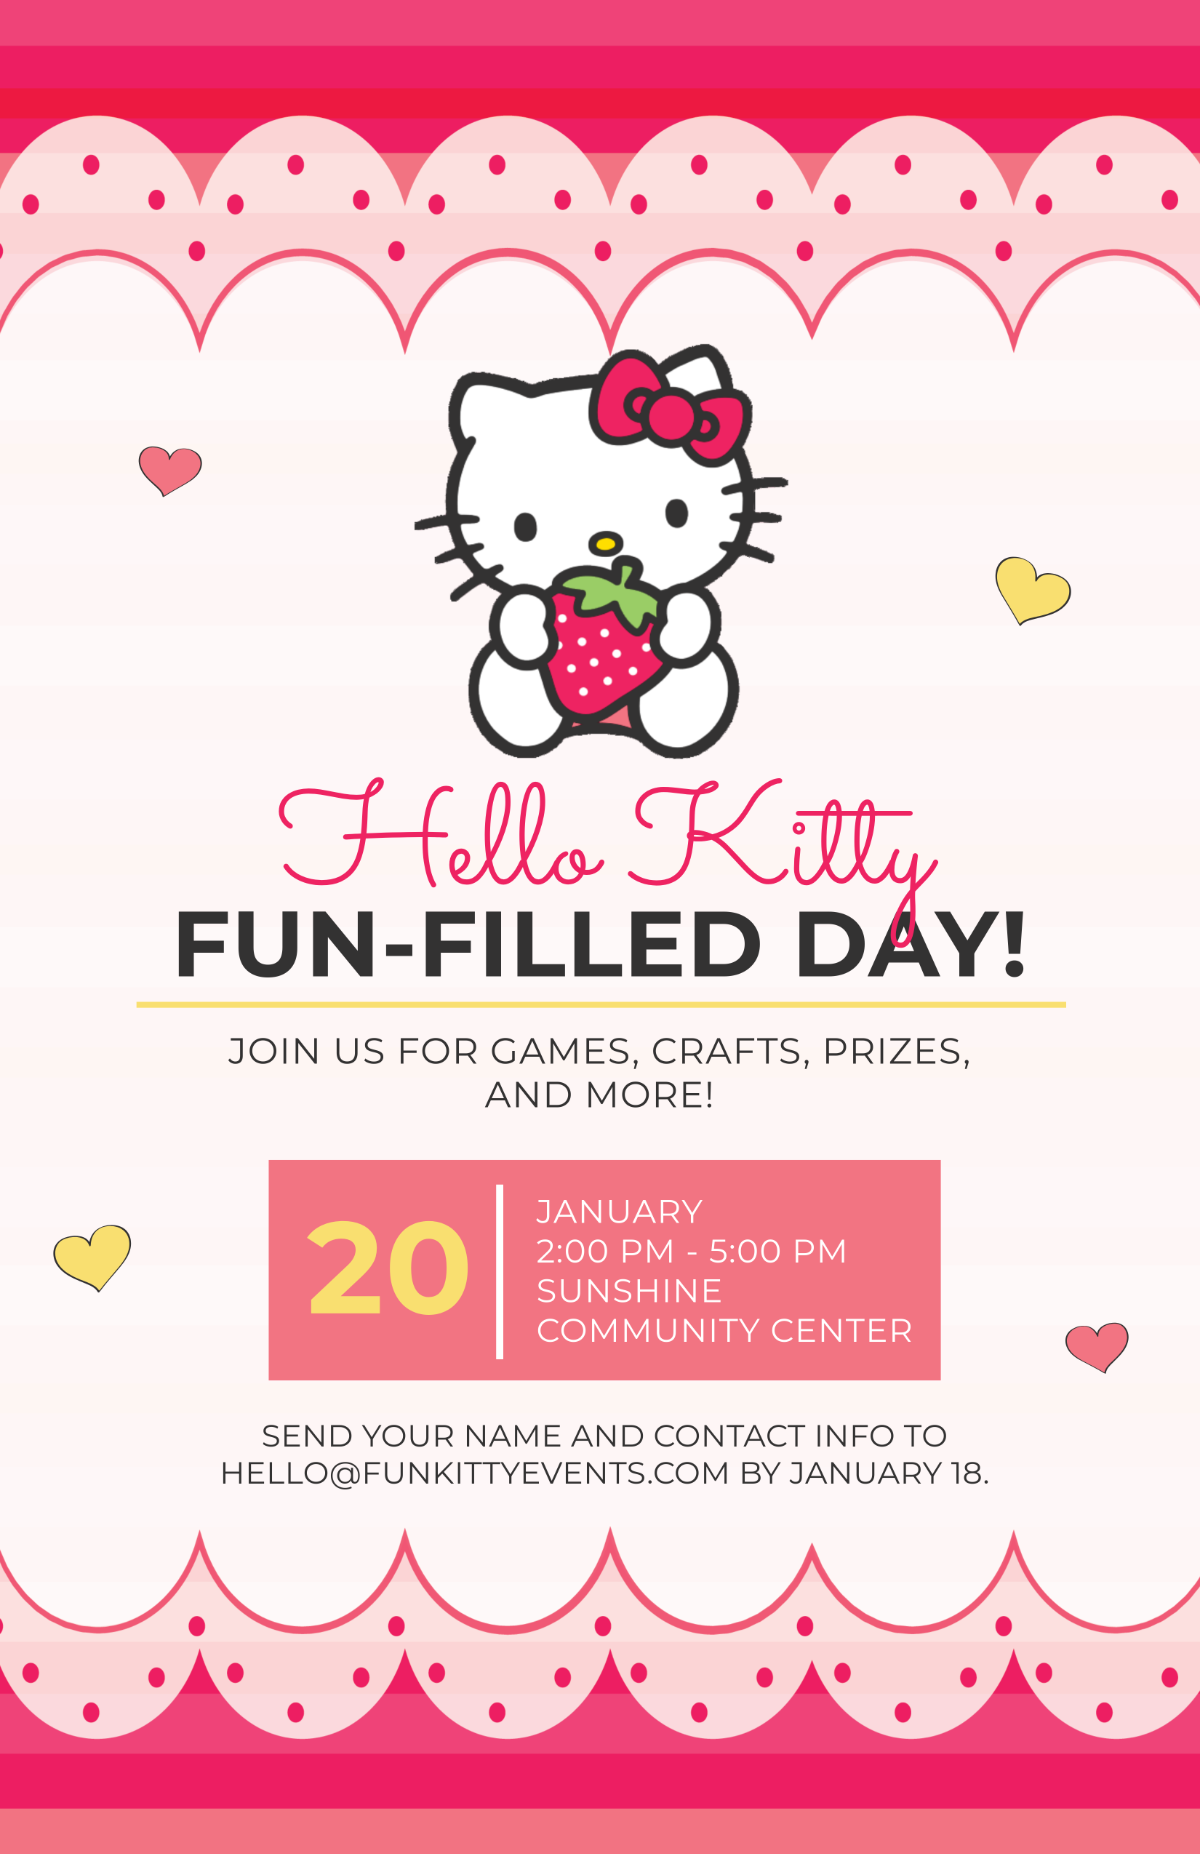 Hello Kitty
FUN-FILLED DAY!
JOIN US FOR GAMES, CRAFTS, PRIZES,
AND MORE!
20
JANUARY
2:00 PM - 5:00 PM
SUNSHINE
COMMUNITY CENTER
SEND YOUR NAME AND CONTACT INFO TO
HELLO@FUNKITTYEVENTS.COM BY JANUARY 18.